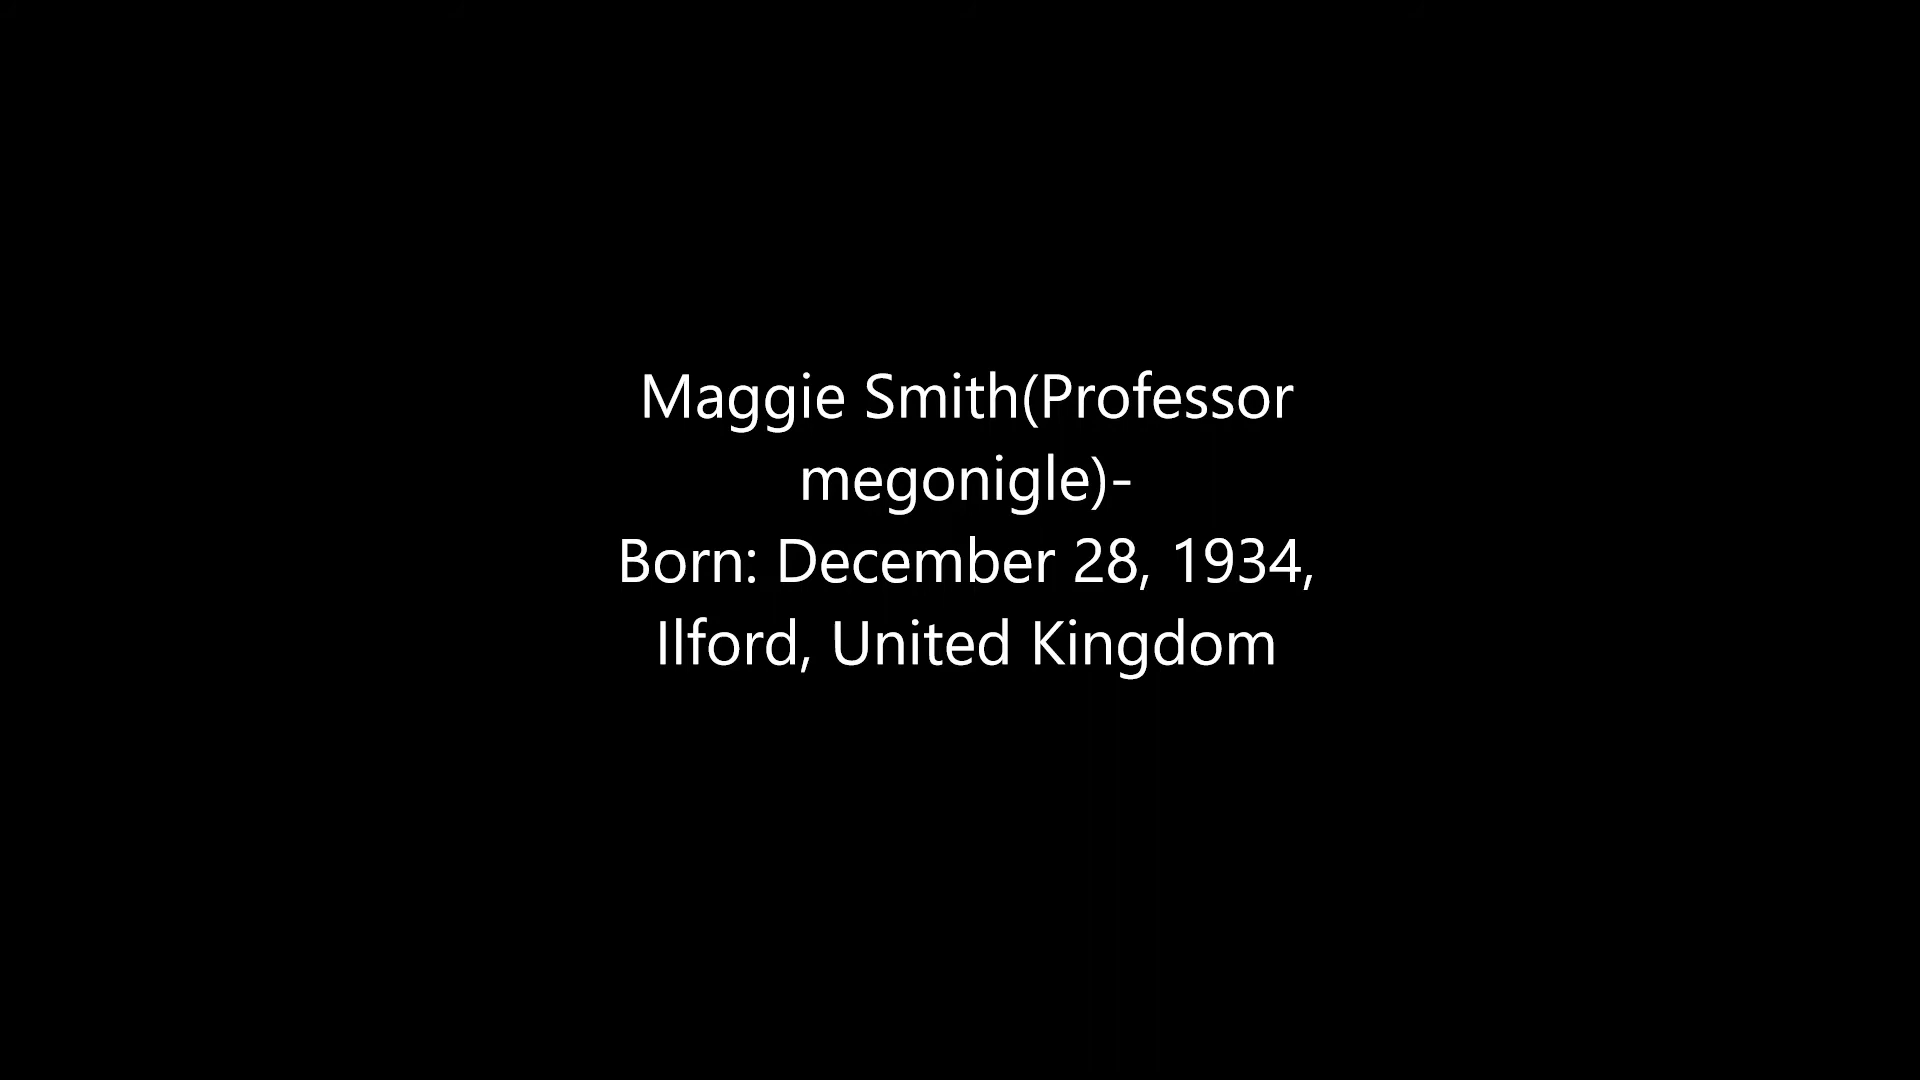 Maggie Smith(Professor
megonigle)-
Born: December 28, 1934,
Ilford, United Kingdom